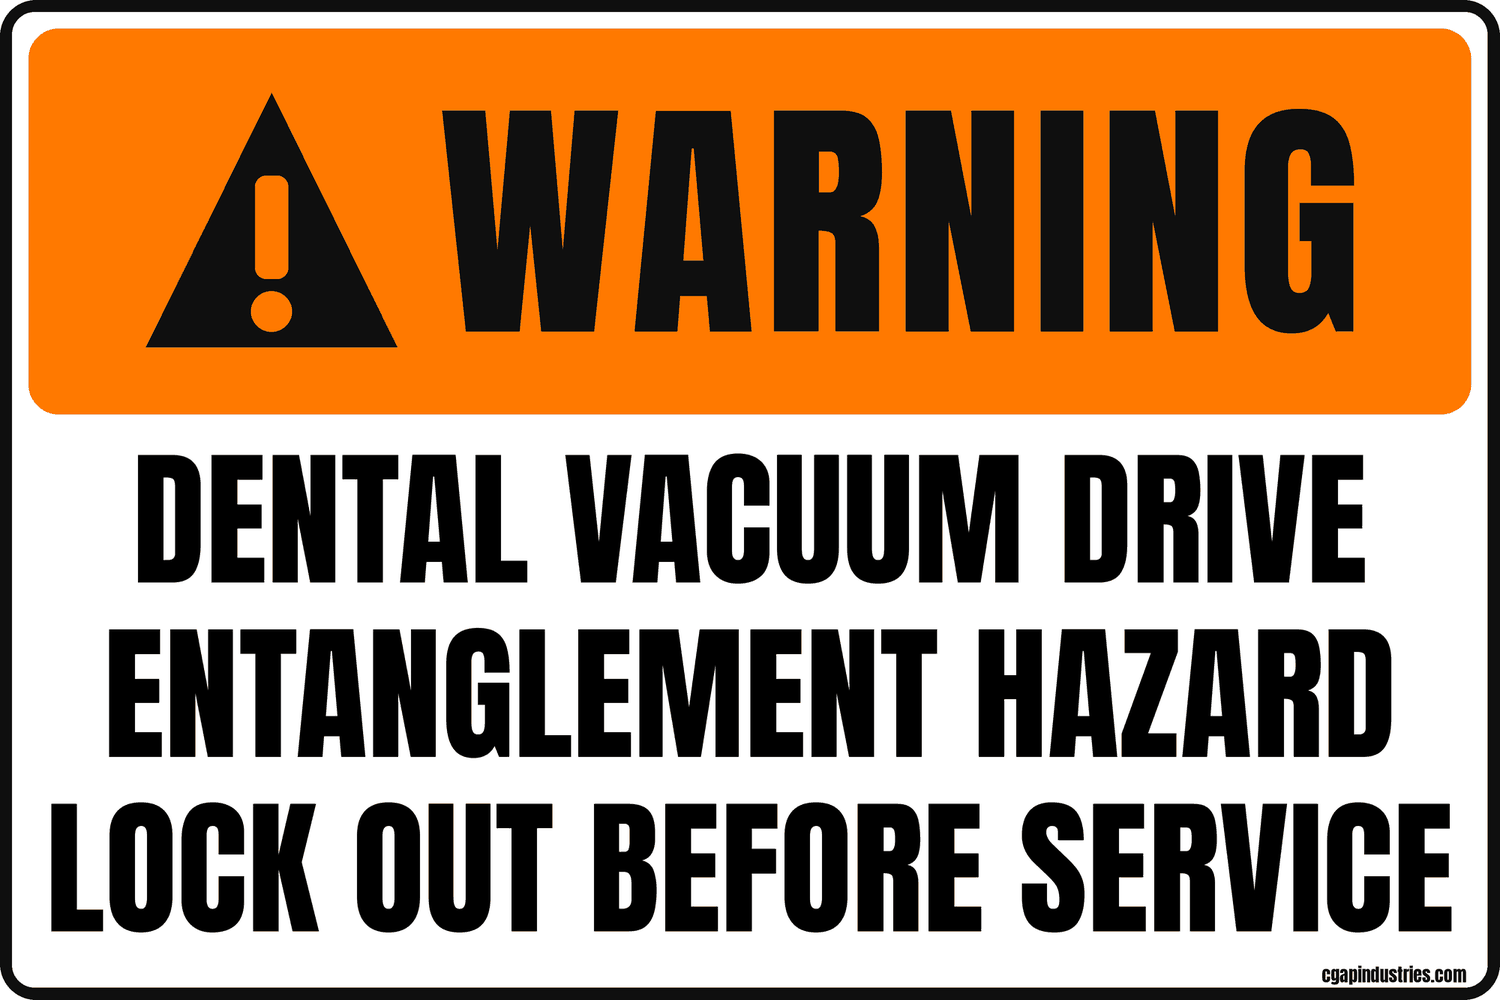 WARNING
DENTAL VACUUM DRIVE
ENTANGLEMENT HAZARD
LOCK OUT BEFORE SERVICE
cgapindustries.com